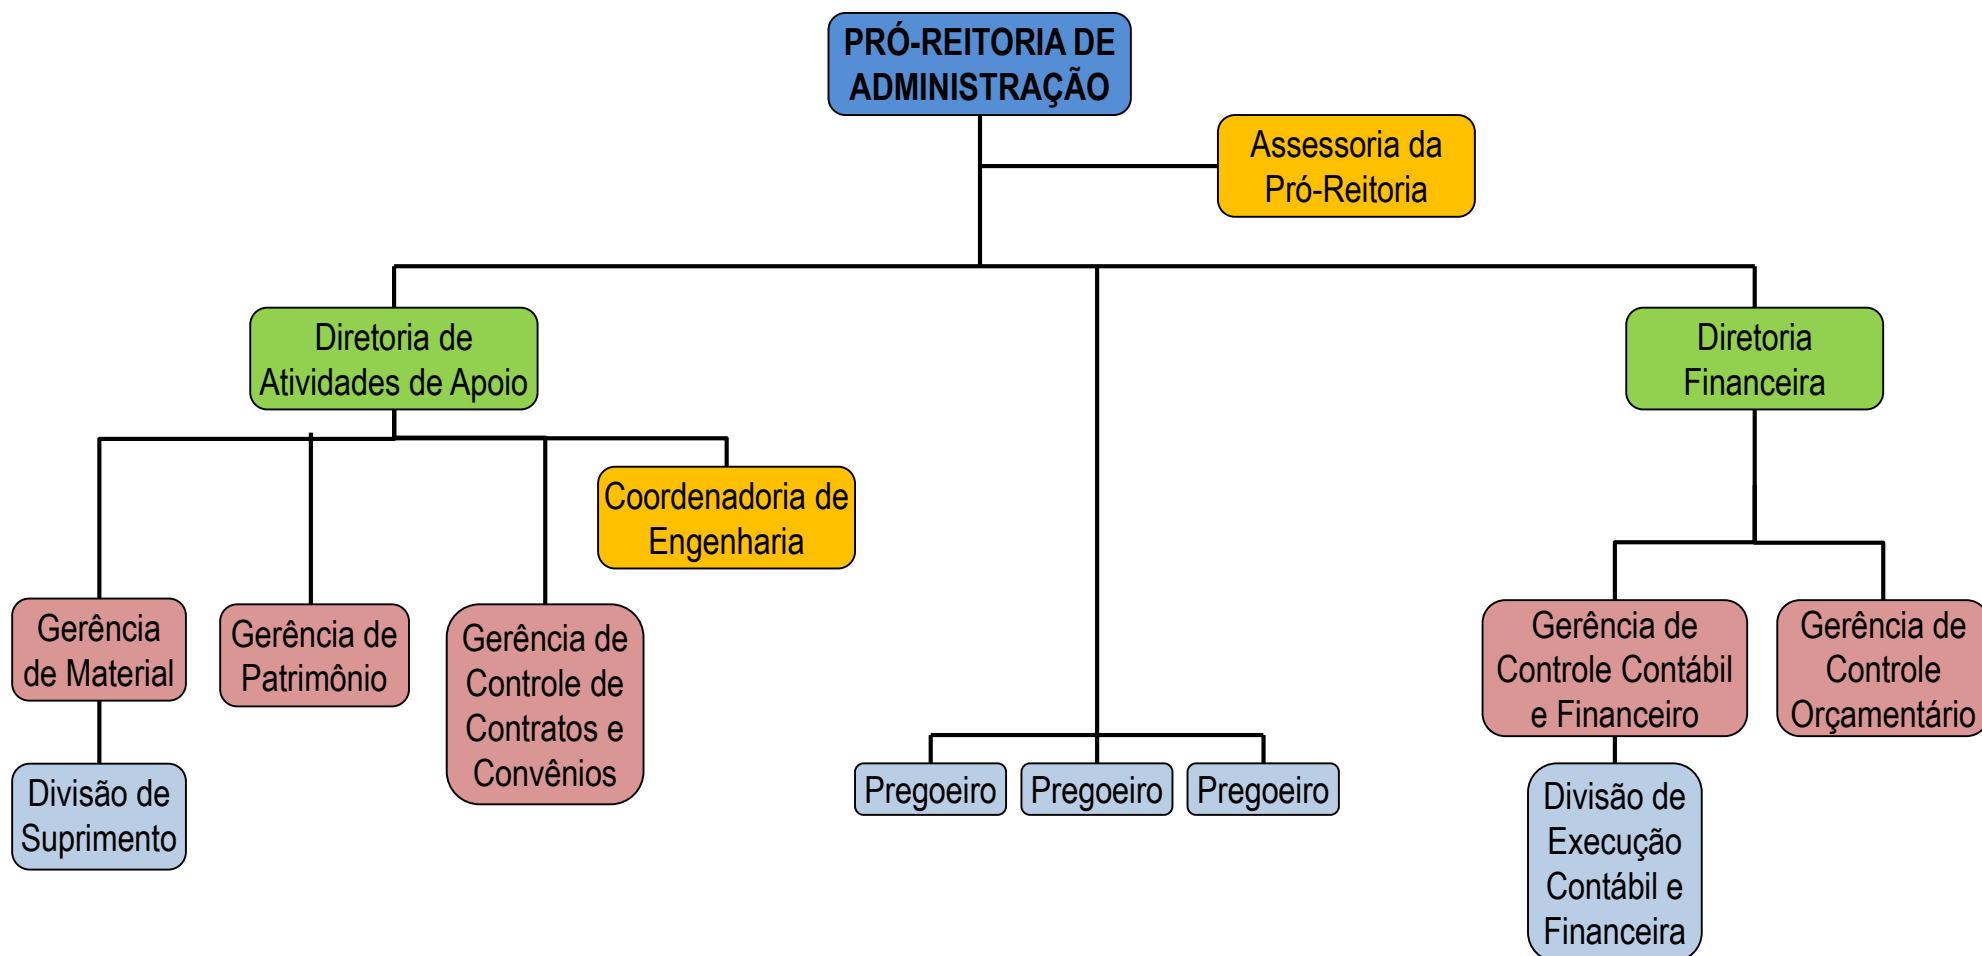 PRÓ-REITORIA DE
ADMINISTRAÇÃO
Assessoria da
Pró-Reitoria
Diretoria de
Atividades de Apoio
Diretoria
Financeira
Coordenadoria de
Engenharia
Gerência
de Material
Gerência de
Patrimônio
Gerência de
Controle de
Contratos e
Convênios
Gerência de
Controle Contábil
e Financeiro
Gerência de
Controle
Orçamentário
Divisão de
Suprimento
Pregoeiro
Pregoeiro
Pregoeiro
Divisão de
Execução
Contábil e
Financeira